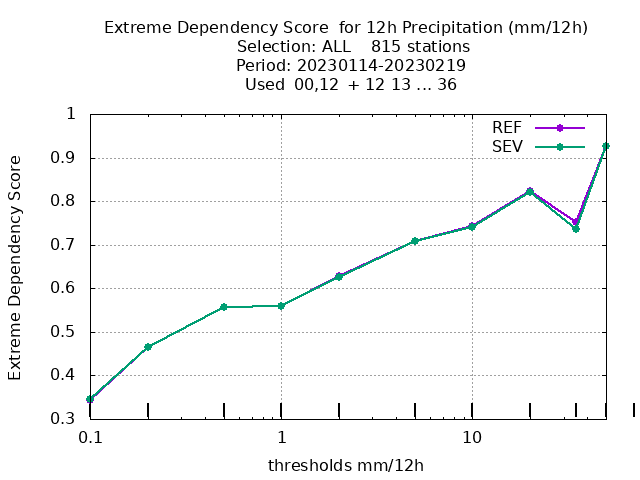 Extreme Dependency Score  for 12h Precipitation (mm/12h)
Selection: ALL    815 stations
Period: 20230114-20230219
Used  00,12  + 12 13 ... 36
REF
SEV
1
0.9
0.8
0.7
0.6
0.5
0.4
0.3
Extreme Dependency Score
0.1
1
10
thresholds mm/12h